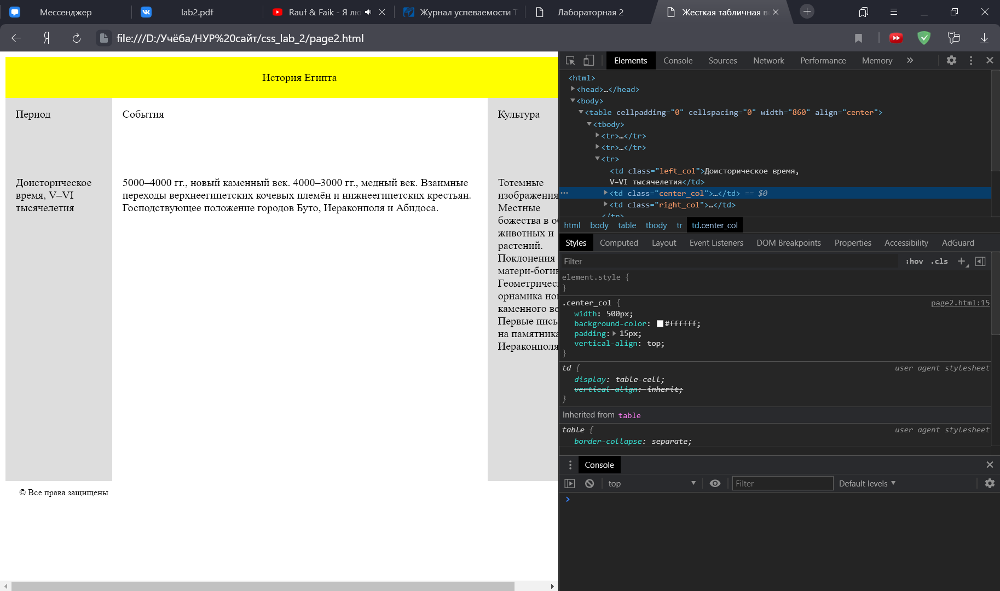 Мессенджер
lab2.pdf
Rauf & Faik - Я лю
Журнал успеваемости Т
Лабораторная 2
Жесткая табличная в
Я
file:///D:/Учёба/НУР%20сайт/css_lab_2/page2.html
История Египта
Период
События
Культура
Доисторическое
время, V–VI
тысячелетия
5000–4000 гг., новый каменный век. 4000–3000 гг., медный век. Взаимные
переходы верхнеегипетских кочевых племён и нижнеегипетских крестьян.
Господствующее положение городов Буто, Иераконполя и Абидоса.
Тотемные
изображения
Местные
божества в об
животных и
растений.
Поклонения
матери-богин
Геометричес
орнамика нов
каменного ве
Первые пись
на памятника
Иераконполя
© Все права защищены
Elements
Console
Sources
Network
Performance
Memory
»
<html>
<head>…</head>
<body>
<table cellpadding="0" cellspacing="0" width="860" align="center">
<tbody>
<tr>…</tr>
<tr>…</tr>
<tr>
<td class="left_col">Доисторическое время,
V–VI тысячелетия</td>
<td class="center_col">…</td> == $0
<td class="right_col">…</td>
</tr>
html body table tbody tr td.center_col
Styles
Computed
Layout
Event Listeners
DOM Breakpoints
Properties
Accessibility
AdGuard
Filter
:hov .cls +
element.style {
}
.center_col { page2.html:15
width: 500px;
background-color: #ffffff;
padding: 15px;
vertical-align: top;
}
td { user agent stylesheet
display: table-cell;
vertical-align: inherit;
}
Inherited from table
table { user agent stylesheet
border-collapse: separate;
Console
top
Filter
Default levels